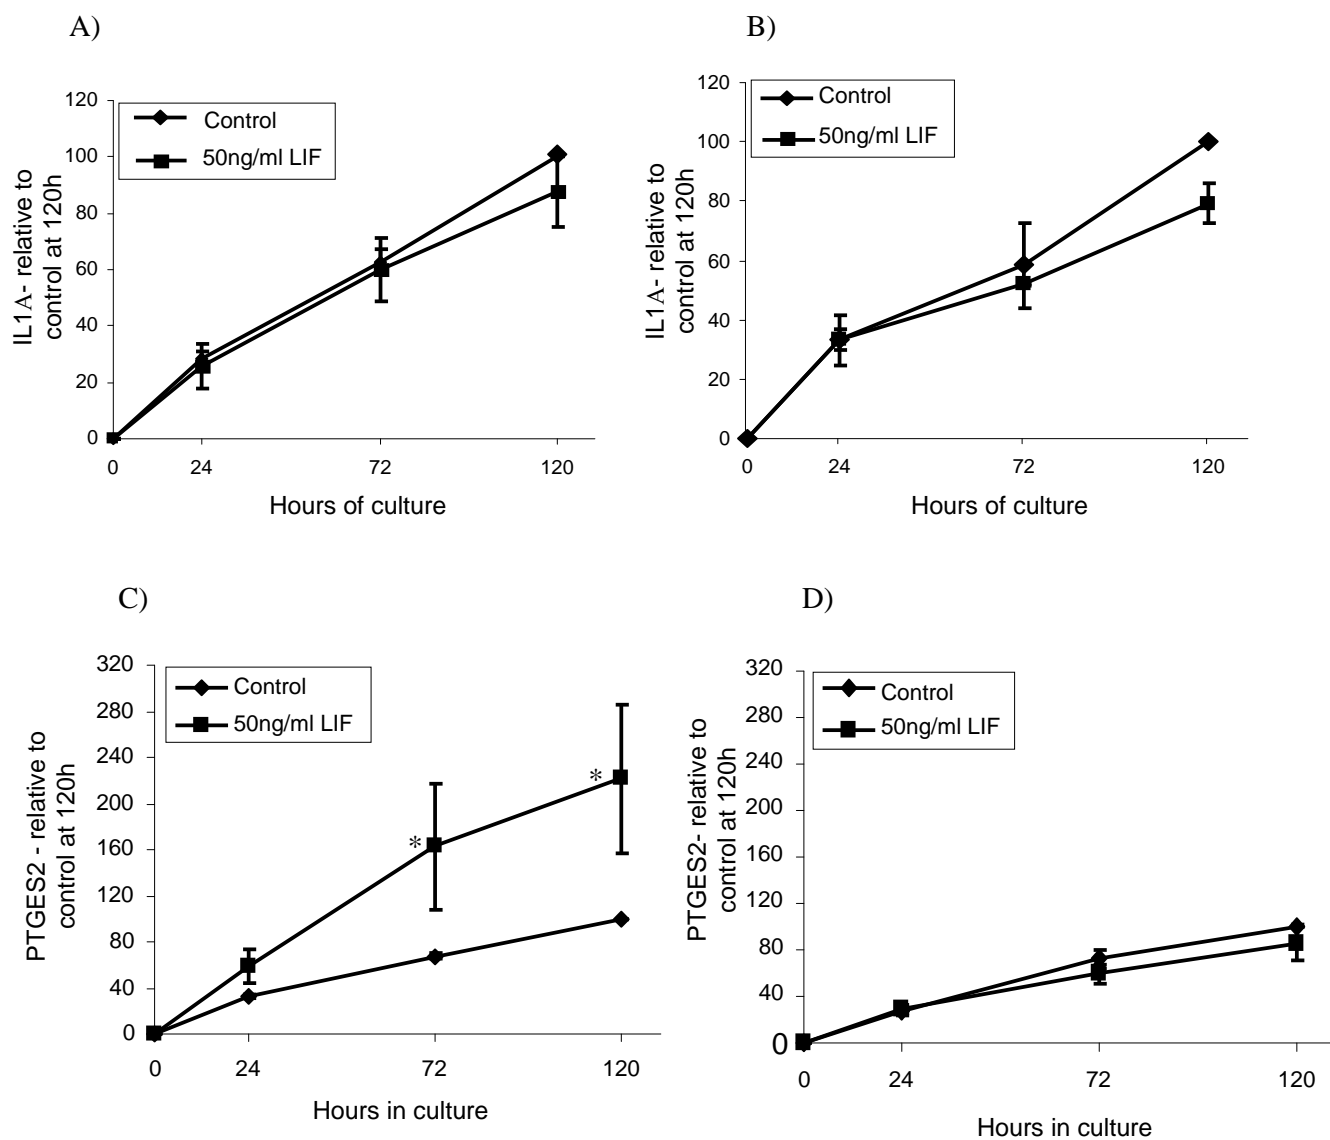 A)
IL1A- relative to
control at 120h
120
100
80
60
40
20
0
Control
50ng/ml LIF
0 24 72 120
Hours of culture
B)
IL1A- relative to
control at 120h
120
100
80
60
40
20
0
Control
50ng/ml LIF
0 24 72 120
Hours of culture
C)
PTGES2 - relative to
control at 120h
320
280
240
200
160
120
80
40
0
Control
50ng/ml LIF
*
*
0 24 72 120
Hours in culture
D)
PTGES2- relative to
control at 120h
320
280
240
200
160
120
80
40
0
Control
50ng/ml LIF
0 24 72 120
Hours in culture